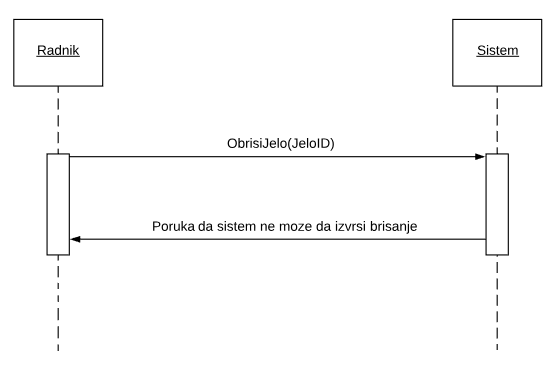 Radnik
Sistem
ObrisiJelo(JeloID)
Poruka da sistem ne moze da izvrsi brisanje